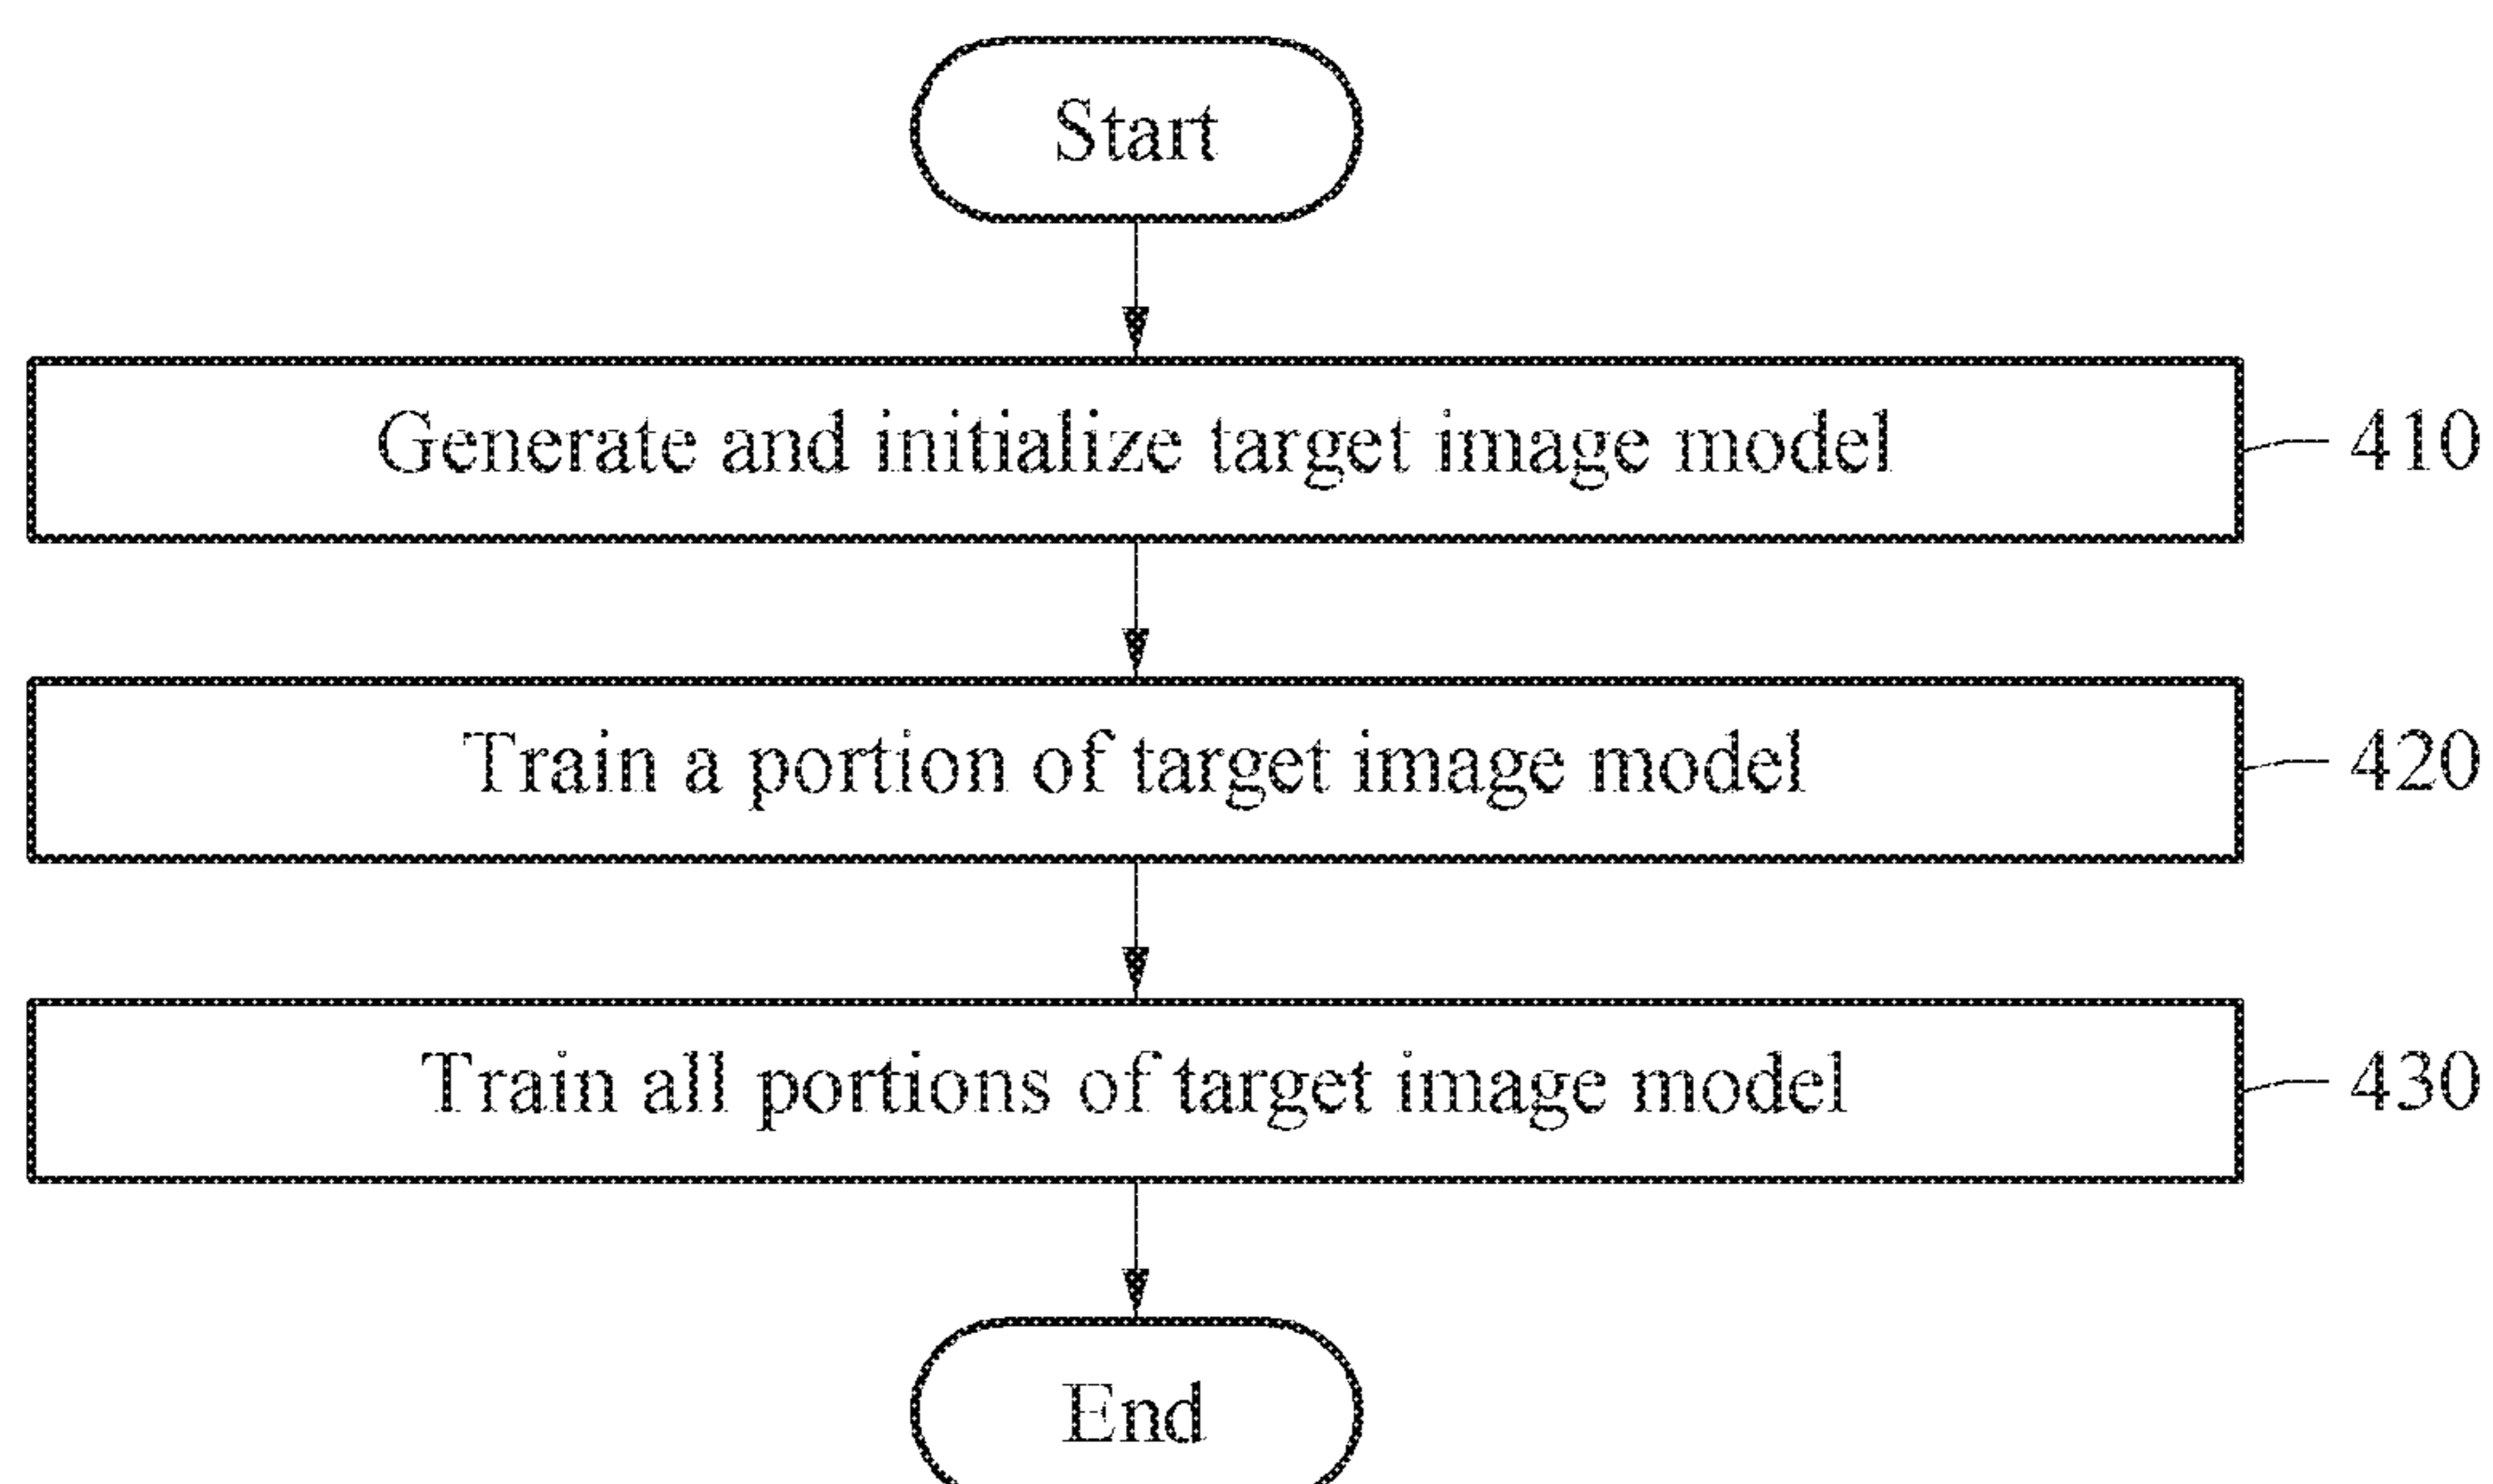 Start
Generate and initialize target image model
410
Train a portion of target image model
420
Train all portions of target image model
430
End